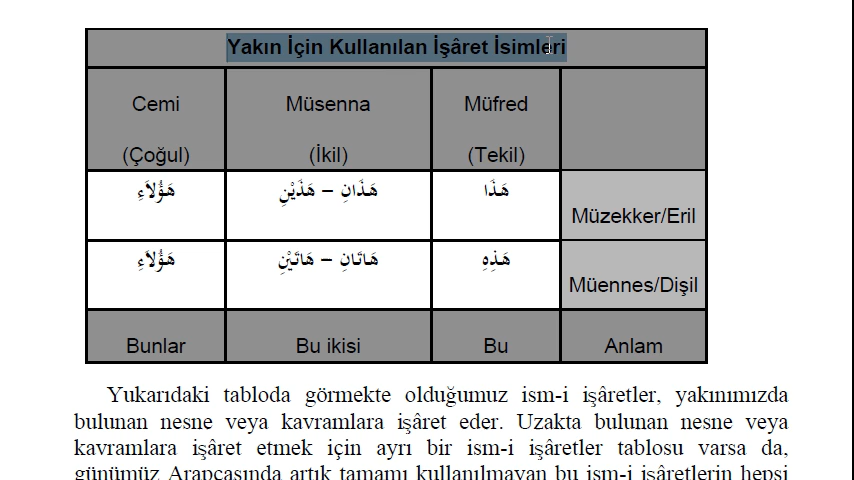 Yakın İçin Kullanılan İşâret İsimleri
Cemi Müsenna Müfred
(Çoğul) (İkil) (Tekil)
هَؤُلاَءِ هَذَانِ – هَذَيْنِ هَذَا
Müzekker/Eril
هَؤُلاَءِ هَاتَانِ – هَاتَيْنِ هَذِهِ
Müennes/Dişil
Bunlar Bu ikisi Bu Anlam
Yukarıdaki tabloda görmekte olduğumuz ism-i işâretler, yakınımızda
bulunan nesne veya kavramlara işâret eder. Uzakta bulunan nesne veya
kavramlara işâret etmek için ayrı bir ism-i işâretler tablosu varsa da,
günümüz Arapçasında artık tamamı kullanılmayan bu ism-i işâretlerin hepsi